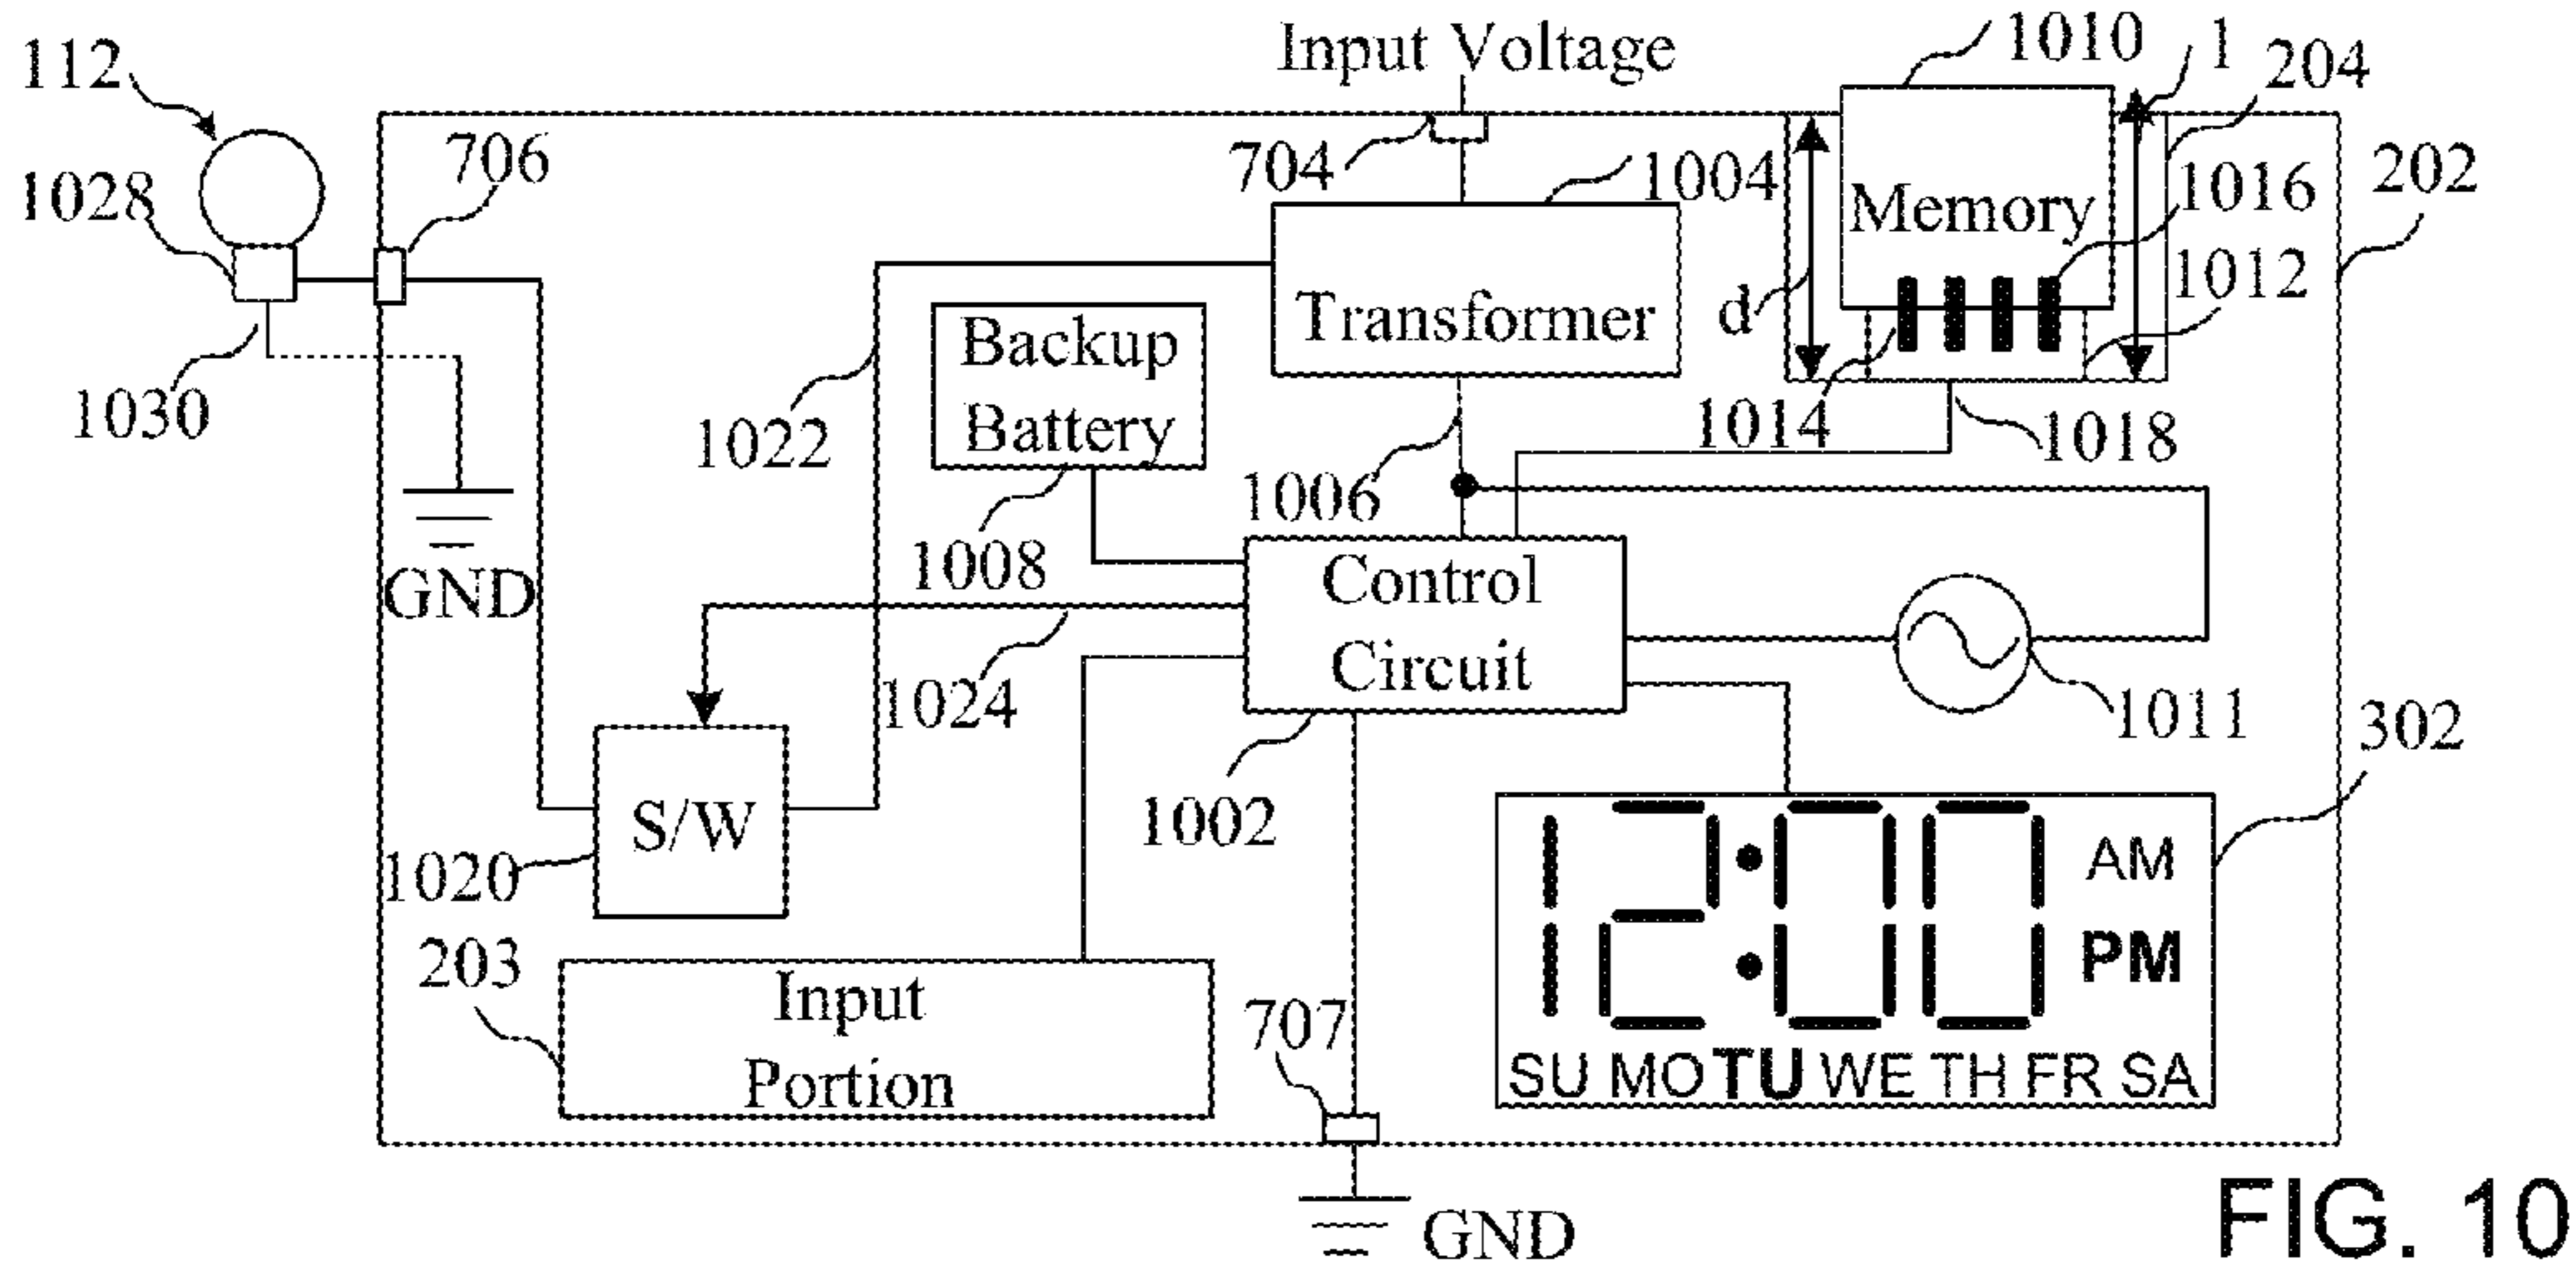 Input Voltage
1010
1
204
112
706
704
1004
1028
Memory
1016
202
1012
d
Transformer
Backup
Battery
1030
1022
1014
1018
1006
1008
GND
Control
Circuit
1024
1011
302
1002
S/W
1020
12:00
AM
PM
203
Input
Portion
707
SU MO TU WE TH FR SA
GND
FIG. 10